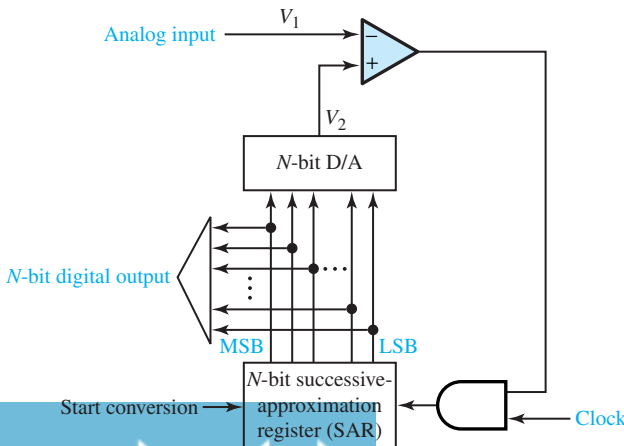 V₁
Analog input
−
+
V₂
N-bit D/A
N-bit digital output
MSB
LSB
N-bit successive-
approximation
register (SAR)
Start conversion
Clock